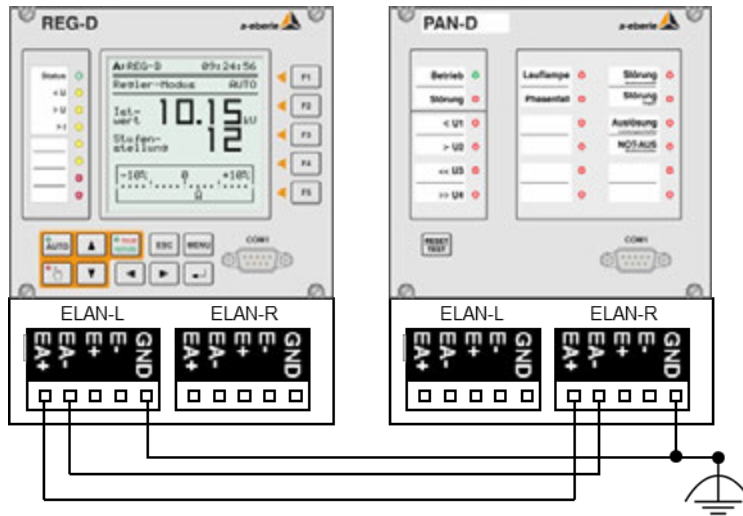 REG-D
a-eberle
Status
< U
> U
> I
A: REG-D 09:24:56
Regler-Modus AUTO
Ist-
wert 10.15 kV
Stufen-
stellung 12
-10% 0 +10%
F1
F2
F3
F4
F5
AUTO
ESC
MENU
COM1
PAN-D
a-eberle
Betrieb
Störung
< U1
> U2
<< U3
>> U4
Lauflampe
Phasenfall
Störung
Störung
Auslösung
NOT-AUS
RESET
TEST
COM1
ELAN-L
EA+ EA- E+ E- GND
ELAN-R
EA+ EA- E+ E- GND
ELAN-L
EA+ EA- E+ E- GND
ELAN-R
EA+ EA- E+ E- GND